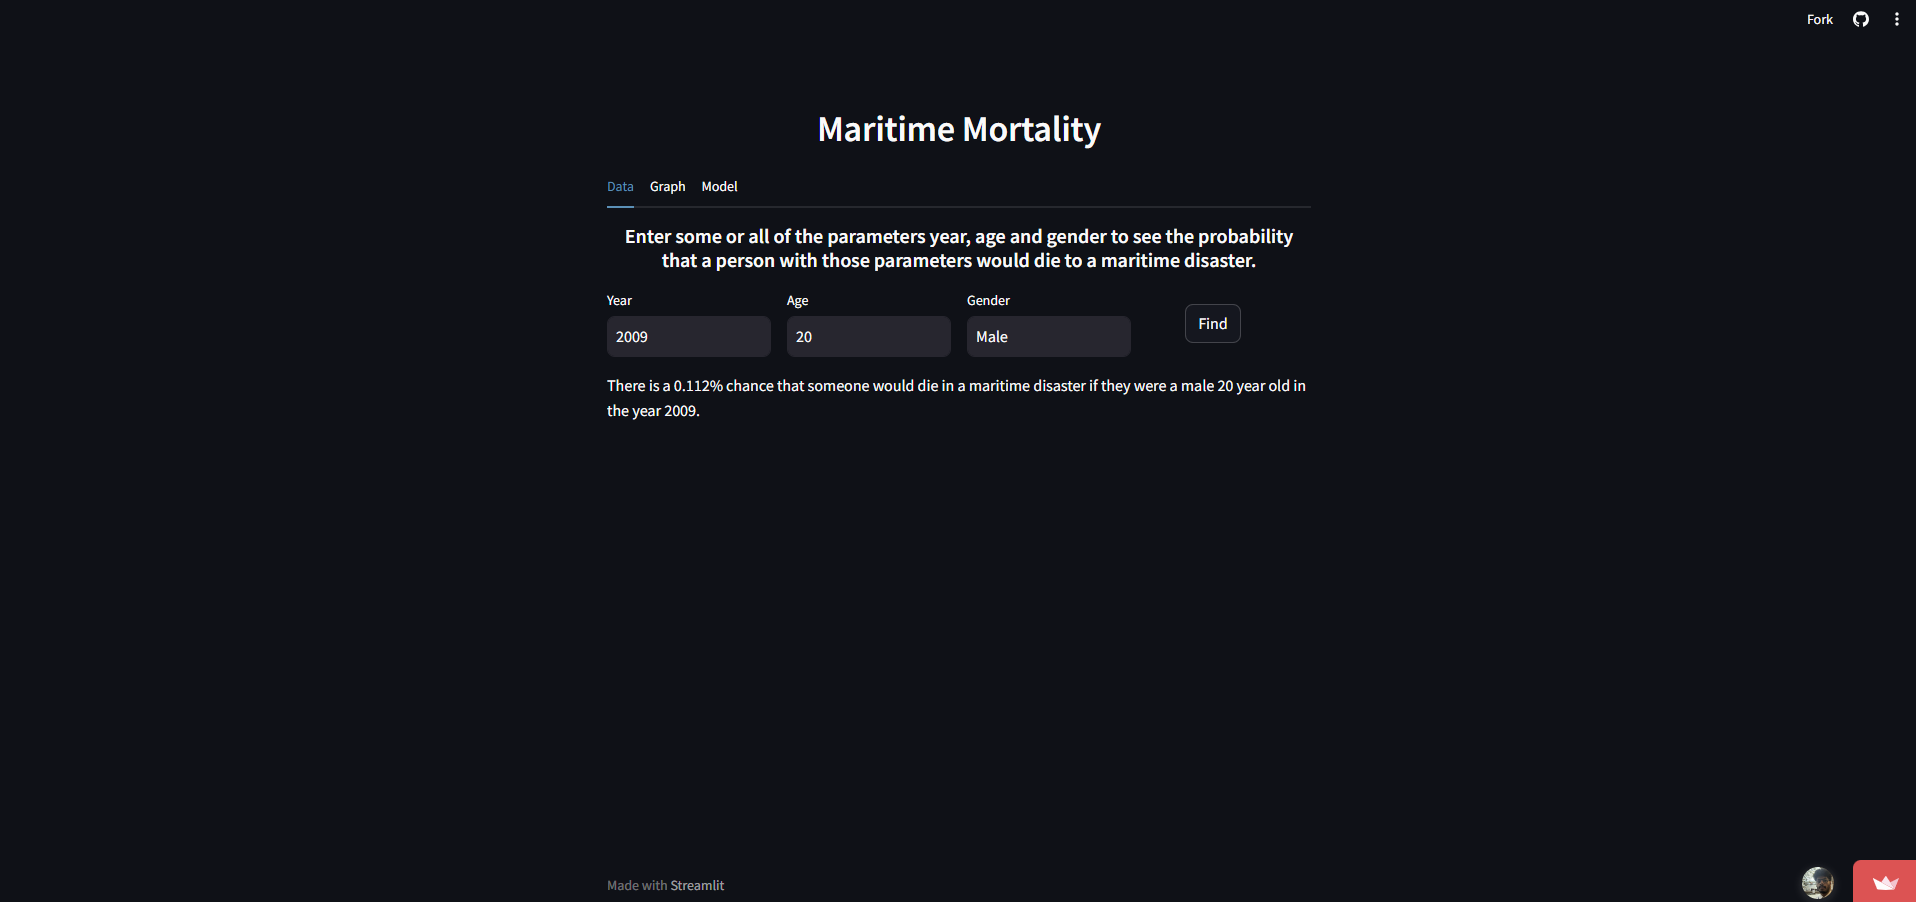 Fork
Maritime Mortality
Data Graph Model
Enter some or all of the parameters year, age and gender to see the probability
that a person with those parameters would die to a maritime disaster.
Year Age Gender
2009 20 Male Find
There is a 0.112% chance that someone would die in a maritime disaster if they were a male 20 year old in
the year 2009.
Made with Streamlit